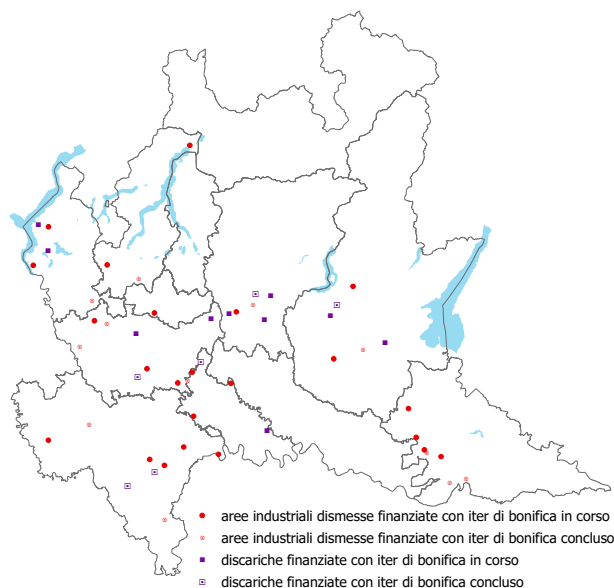 aree industriali dismesse finanziate con iter di bonifica in corso
aree industriali dismesse finanziate con iter di bonifica concluso
discariche finanziate con iter di bonifica in corso
discariche finanziate con iter di bonifica concluso